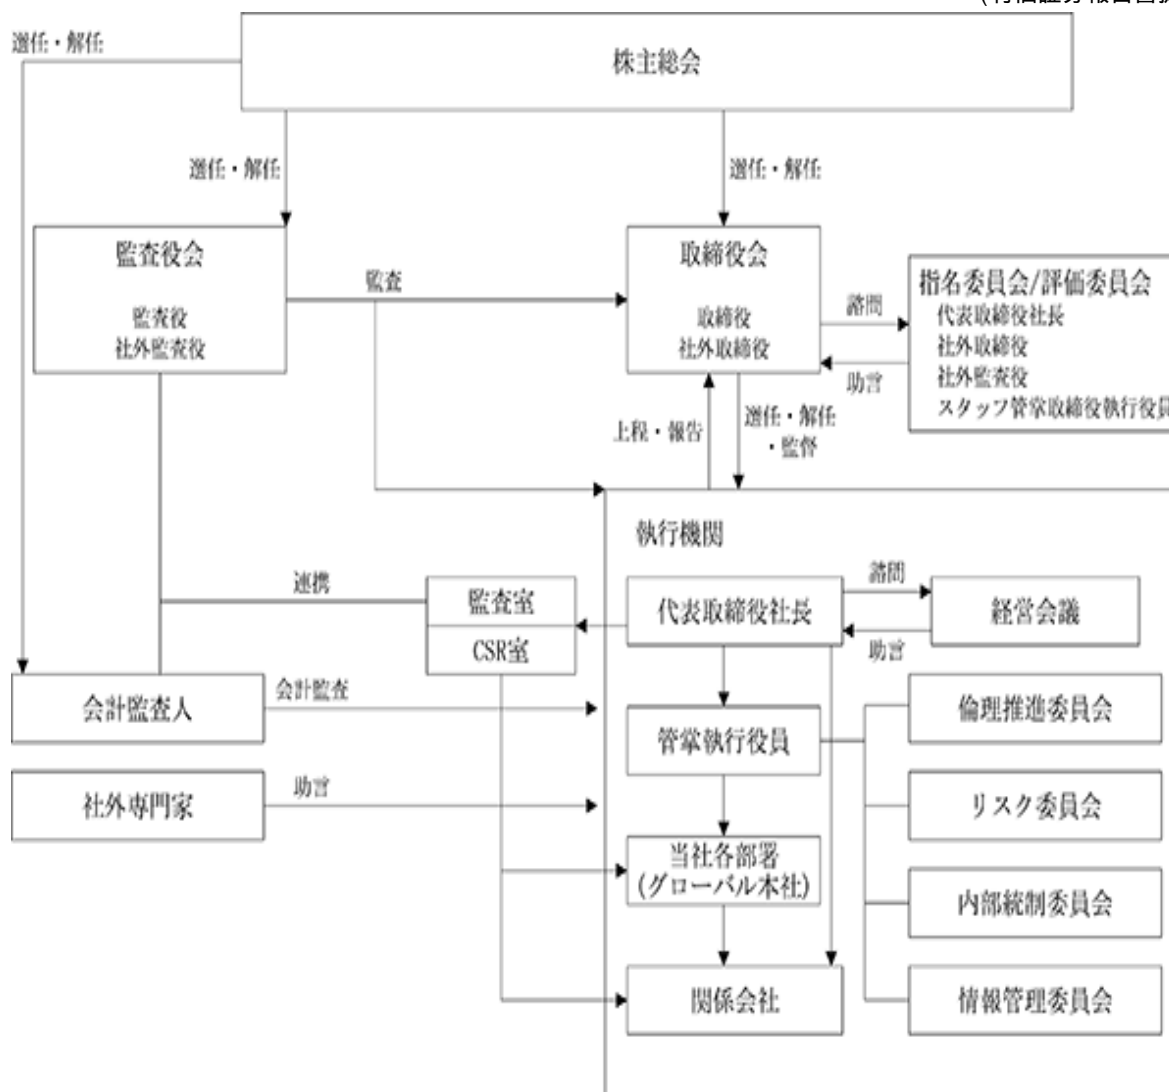 選任・解任
株主総会
選任・解任
選任・解任
監査役会
監査役
社外監査役
監査
取締役会
取締役
社外取締役
諮問
助言
指名委員会/評価委員会
代表取締役社長
社外取締役
社外監査役
スタッフ管掌取締役執行役員
上程・報告
選任・解任
・監督
執行機関
連携
監査室
CSR室
代表取締役社長
諮問
助言
経営会議
会計監査人
会計監査
管掌執行役員
倫理推進委員会
社外専門家
助言
リスク委員会
当社各部署
(グローバル本社)
内部統制委員会
関係会社
情報管理委員会